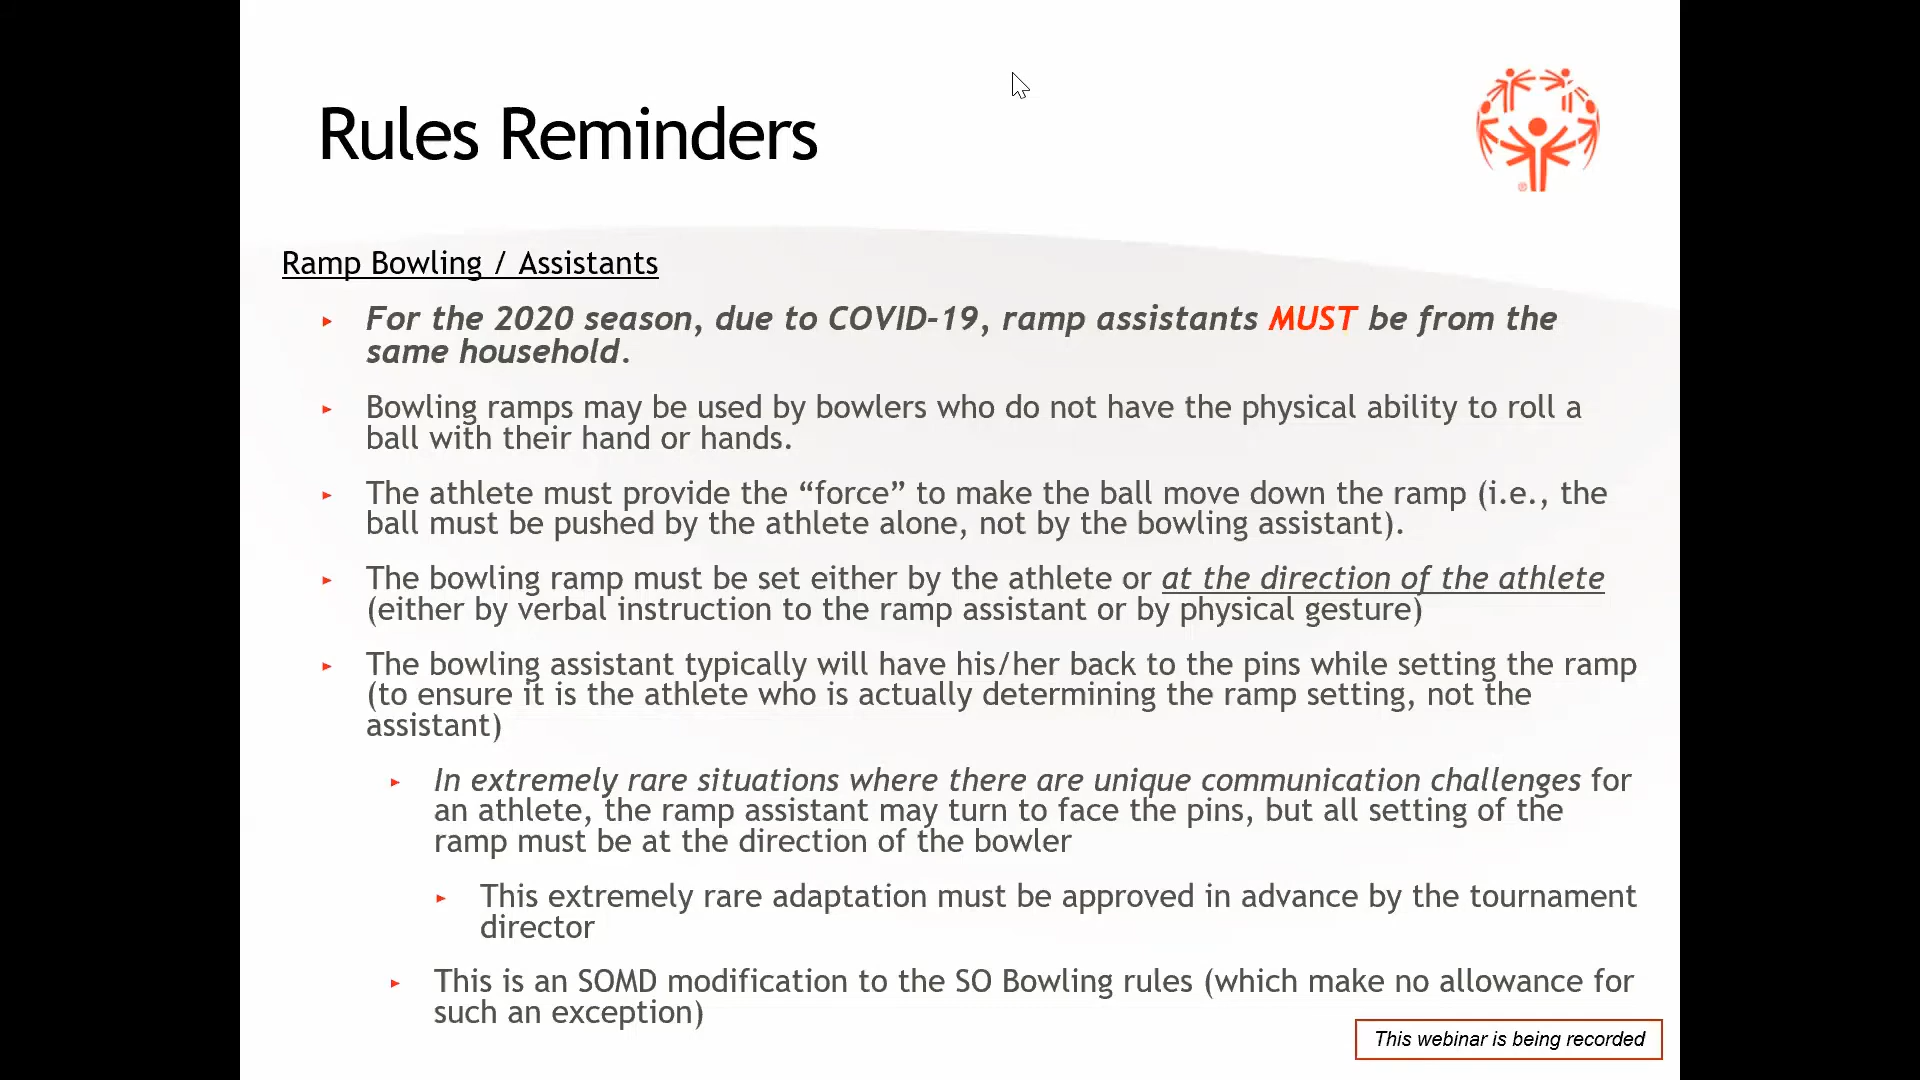 Rules Reminders
Ramp Bowling / Assistants
For the 2020 season, due to COVID-19, ramp assistants MUST be from the
same household.
Bowling ramps may be used by bowlers who do not have the physical ability to roll a
ball with their hand or hands.
The athlete must provide the “force” to make the ball move down the ramp (i.e., the
ball must be pushed by the athlete alone, not by the bowling assistant).
The bowling ramp must be set either by the athlete or at the direction of the athlete
(either by verbal instruction to the ramp assistant or by physical gesture)
The bowling assistant typically will have his/her back to the pins while setting the ramp
(to ensure it is the athlete who is actually determining the ramp setting, not the
assistant)
In extremely rare situations where there are unique communication challenges for
an athlete, the ramp assistant may turn to face the pins, but all setting of the
ramp must be at the direction of the bowler
This extremely rare adaptation must be approved in advance by the tournament
director
This is an SOMD modification to the SO Bowling rules (which make no allowance for
such an exception)
This webinar is being recorded